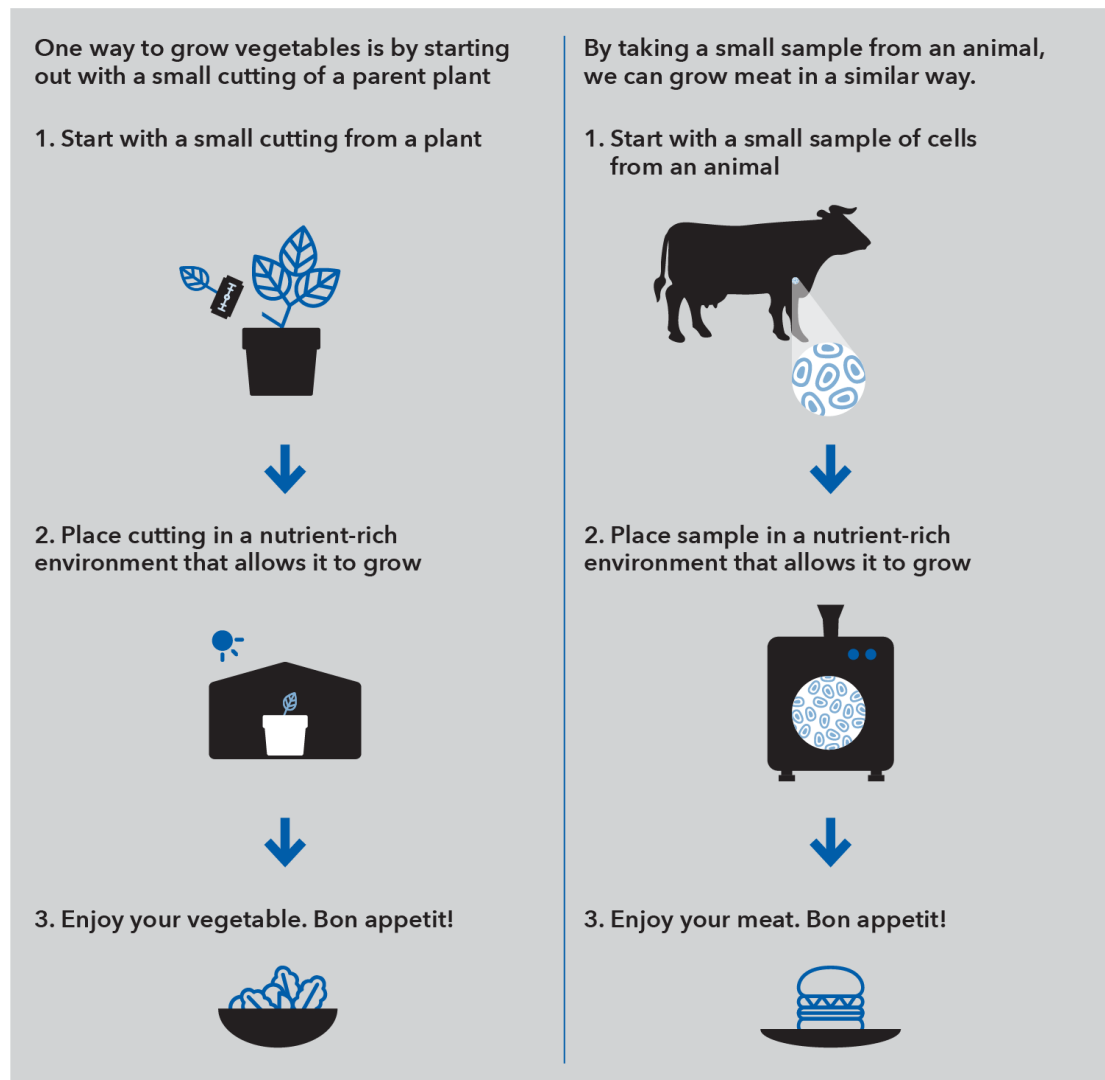 One way to grow vegetables is by starting
out with a small cutting of a parent plant
1. Start with a small cutting from a plant
2. Place cutting in a nutrient-rich
environment that allows it to grow
3. Enjoy your vegetable. Bon appetit!
By taking a small sample from an animal,
we can grow meat in a similar way.
1. Start with a small sample of cells
from an animal
2. Place sample in a nutrient-rich
environment that allows it to grow
3. Enjoy your meat. Bon appetit!